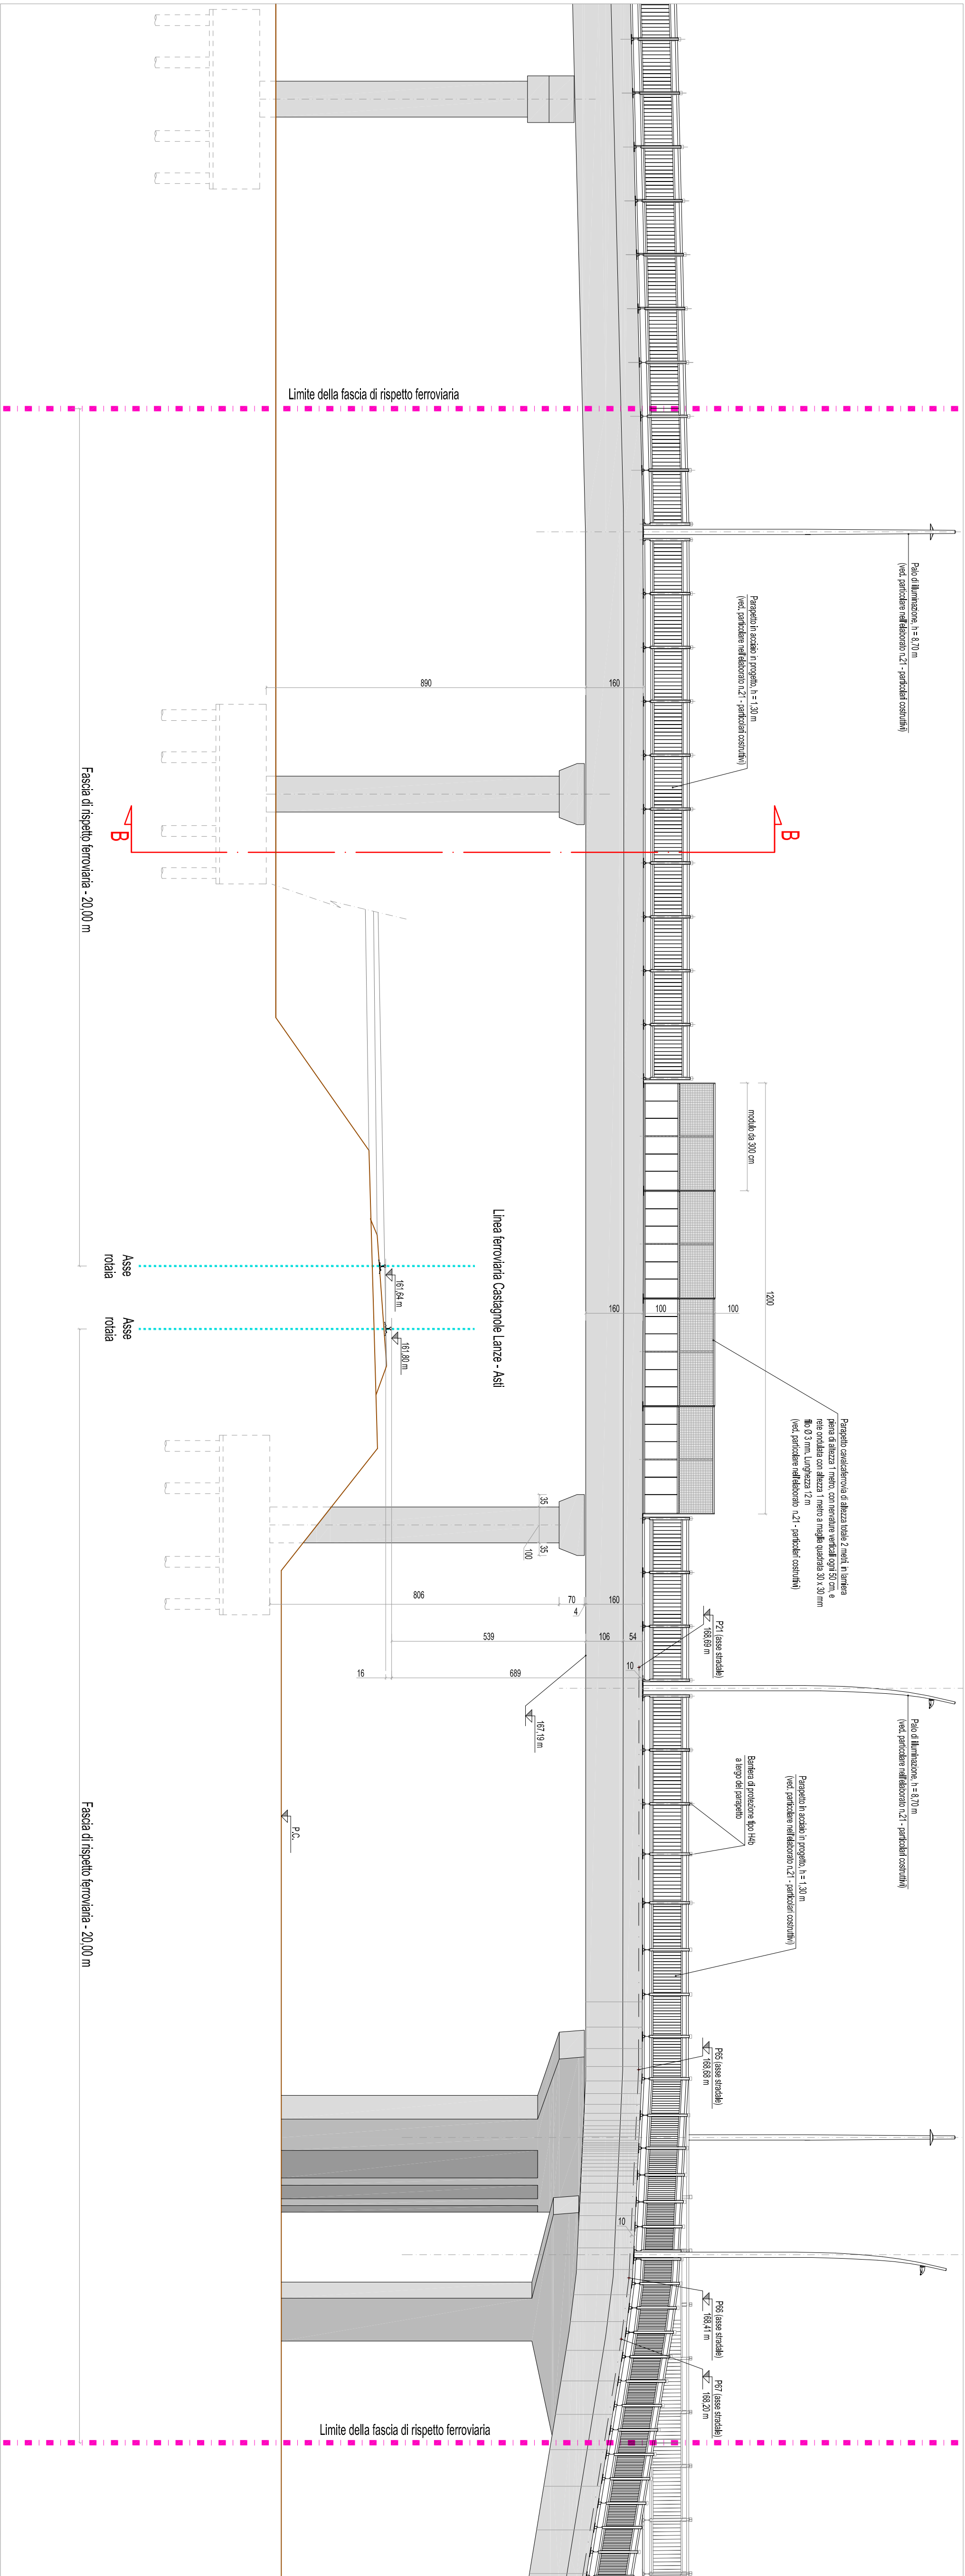 Limite della fascia di rispetto ferroviaria
Palo di illuminazione, h = 8,70 m
(ved. particolare nell'elaborato n.21 - particolari costruttivi)
Parapetto in acciaio in progetto, h = 1,30 m
(ved. particolare nell'elaborato n.21 - particolari costruttivi)
890
160
Fascia di rispetto ferroviaria - 20,00 m
B
B
modulo da 300 cm
1200
Linea ferroviaria Castagnole Lanze - Asti
Asse
rotaia
161,64 m
Asse
rotaia
161,80 m
160
100
100
Parapetto cavalcaferrovia di altezza totale 2 metri, in lamiera
piena di altezza 1 metro, con nervature verticali ogni 50 cm, e
rete ondulata con altezza 1 metro a maglia quadrata 30 x 30 mm
filo Ø 3 mm. Lunghezza 12 m
(ved. particolare nell'elaborato n.21 - particolari costruttivi)
35
35
100
806
70
4
160
539
106
54
16
689
10
P21 (asse stradale)
168,69 m
167,19 m
Palo di illuminazione, h = 8,70 m
(ved. particolare nell'elaborato n.21 - particolari costruttivi)
Barriera di protezione tipo H4b
a tergo del parapetto
Parapetto in acciaio in progetto, h = 1,30 m
(ved. particolare nell'elaborato n.21 - particolari costruttivi)
P.C.
Fascia di rispetto ferroviaria - 20,00 m
P65 (asse stradale)
168,68 m
10
P66 (asse stradale)
168,41 m
P67 (asse stradale)
168,20 m
Limite della fascia di rispetto ferroviaria